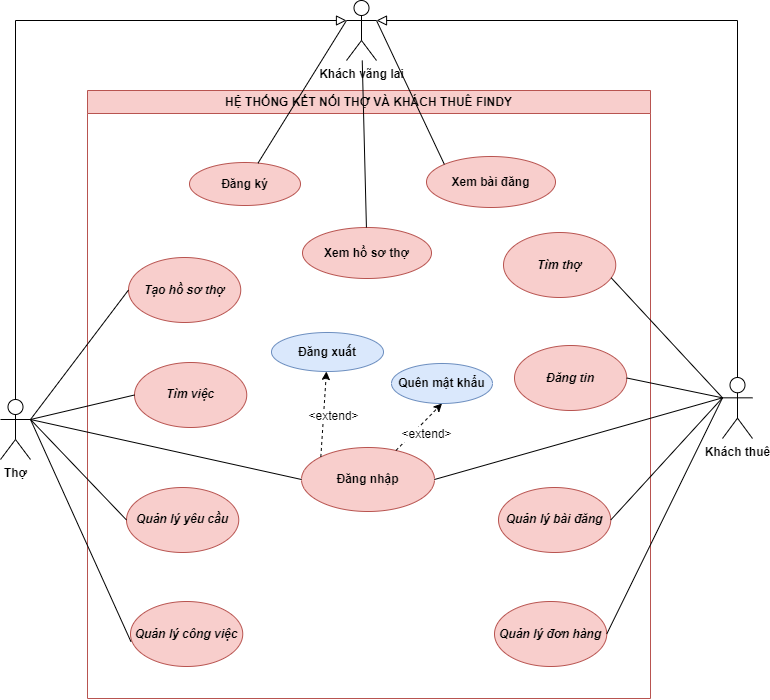 Khách vãng lai
HỆ THỐNG KẾT NỐI THỢ VÀ KHÁCH THUÊ FINDY
Đăng ký
Xem bài đăng
Xem hồ sơ thợ
Tìm thợ
Tạo hồ sơ thợ
Đăng xuất
Quên mật khẩu
Đăng tin
Tìm việc
<extend>
<extend>
Thợ
Khách thuê
Đăng nhập
Quản lý yêu cầu
Quản lý bài đăng
Quản lý công việc
Quản lý đơn hàng